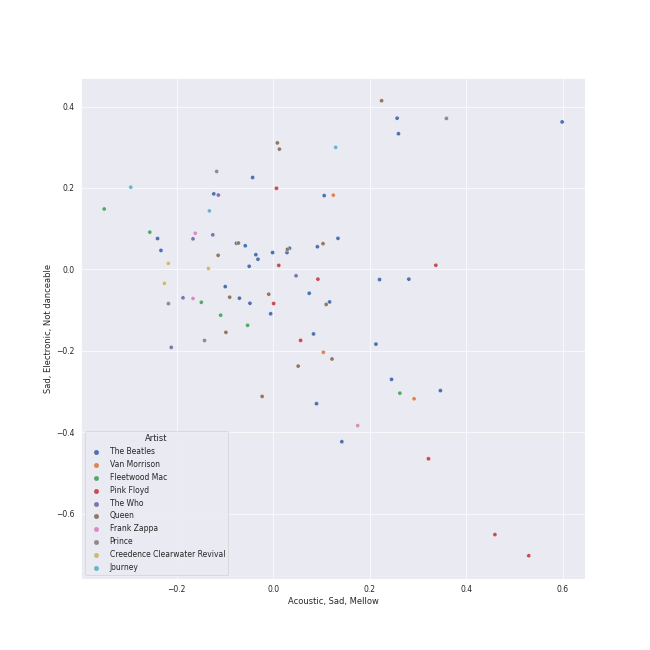 0.4
0.2
0.0
−0.2
−0.4
−0.6
Sad, Electronic, Not danceable
Artist
The Beatles
Van Morrison
Fleetwood Mac
Pink Floyd
The Who
Queen
Frank Zappa
Prince
Creedence Clearwater Revival
Journey
−0.2 0.0 0.2 0.4 0.6
Acoustic, Sad, Mellow